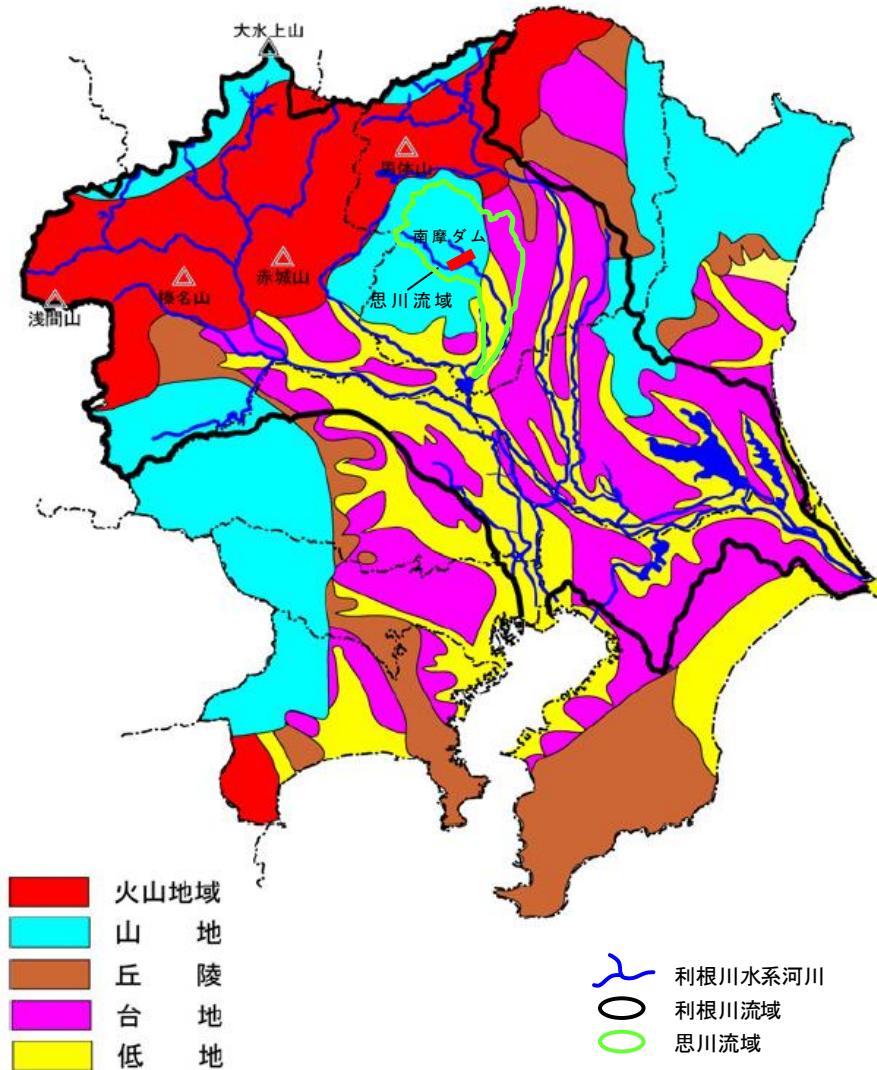 大水上山
男体山
南摩ダム
赤城山
思川流域
榛名山
浅間山
火山地域
山　地
丘　陵
台　地
低　地
利根川水系河川
利根川流域
思川流域